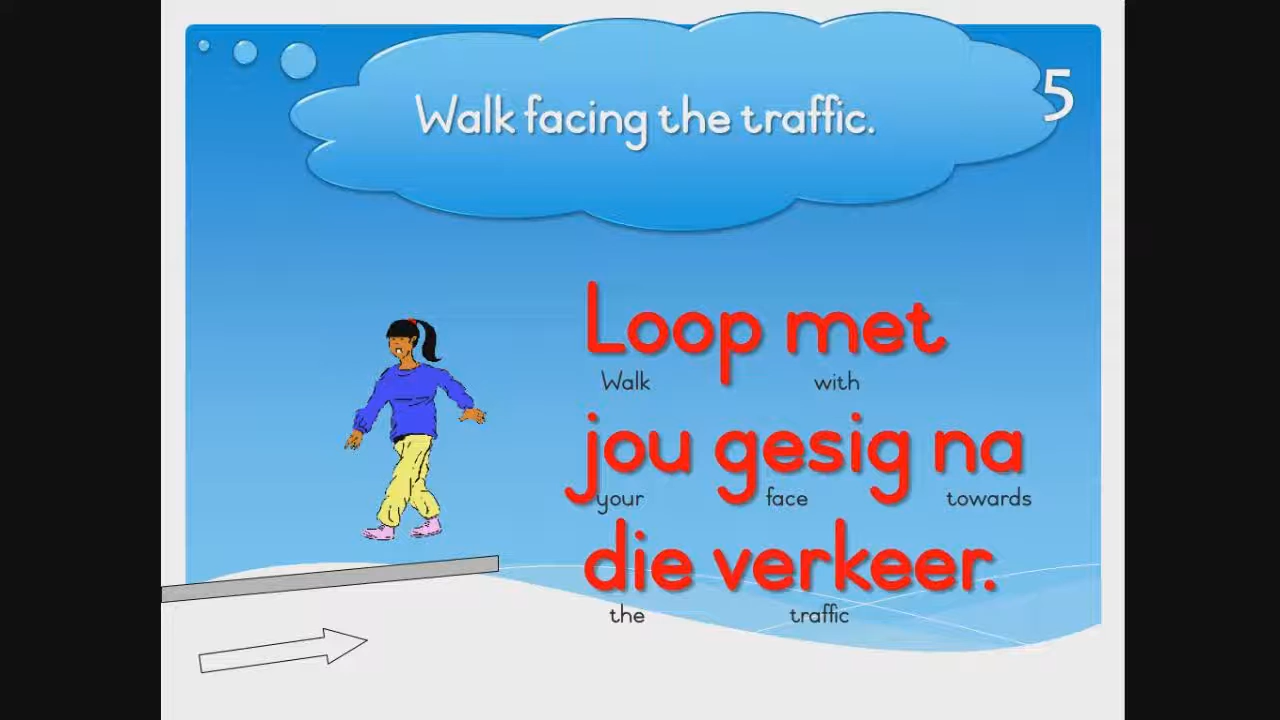 Walk facing the traffic.
5
Loop met
Walk with
jou gesig na
your face towards
die verkeer.
the traffic